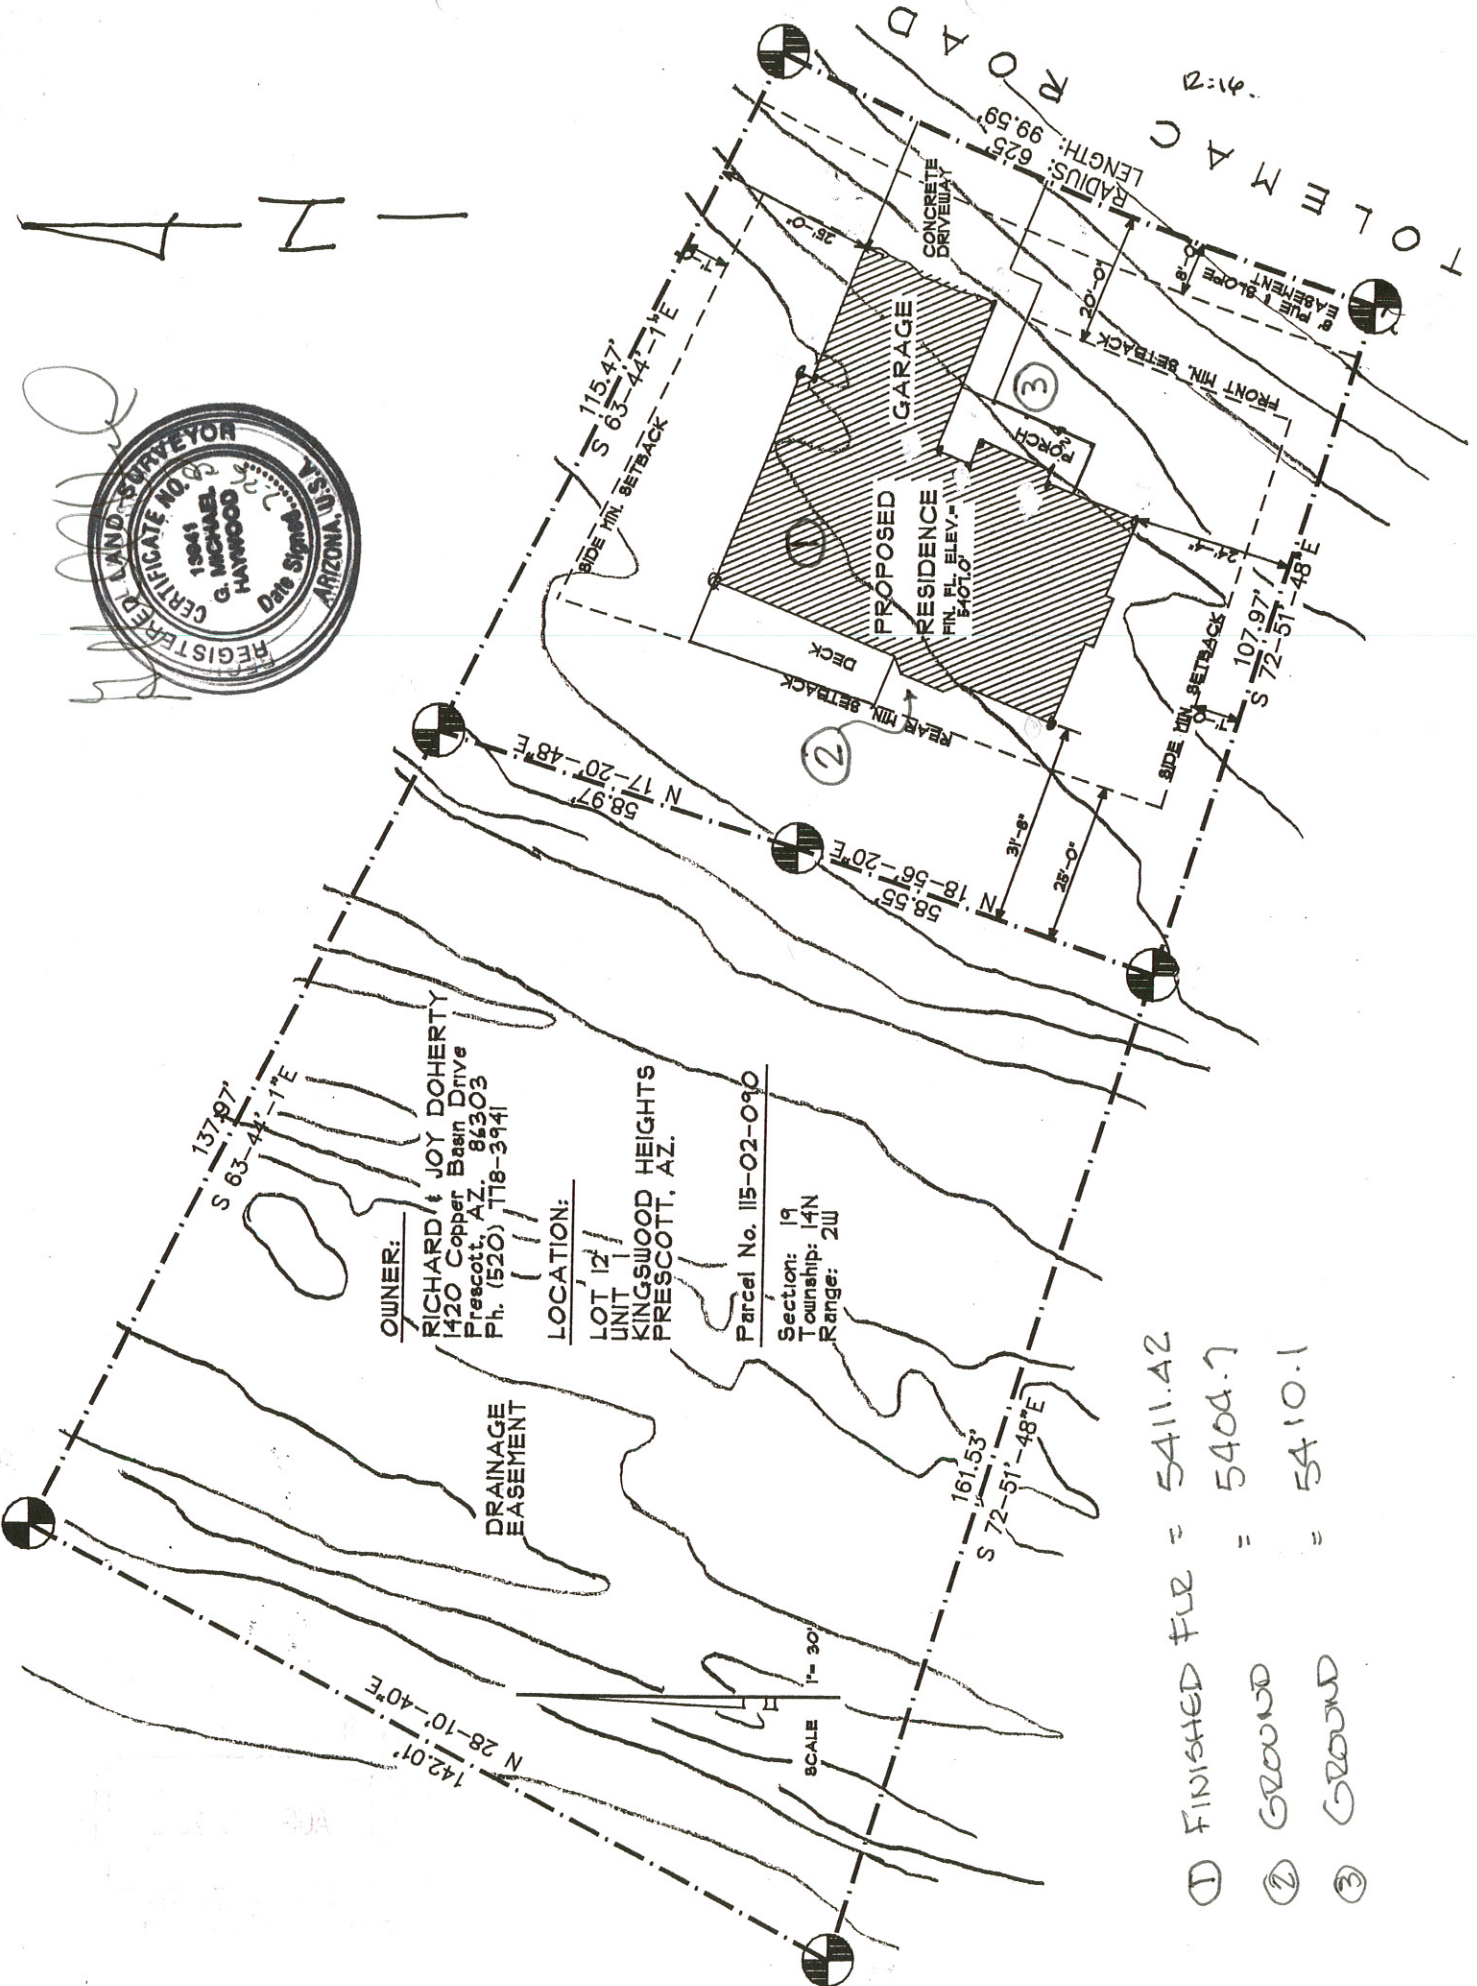 REGISTERED LAND SURVEYOR
CERTIFICATE NO.
13941
G. MICHAEL
HAYWOOD
Date Signed
ARIZONA, U.S.A.
N
TOLEMAC ROAD
RADIUS: 625'
LENGTH: 99.59'
115.47'
S 63-44'-1"E
SIDE MIN. SETBACK
7'-0"
25'-0"
CONCRETE
DRIVEWAY
GARAGE
PORCH
①
②
③
PROPOSED
RESIDENCE
FIN. FL. ELEV.=
DECK
REAR MIN. SETBACK
FRONT MIN. SETBACK
20'-0"
8'-0"
EASEMENT
24'-4"
SIDE MIN. SETBACK
7'-0"
107.97'
S 72-51'-48"E
31'-8"
25'-0"
N 17-20'-48"E
58.97'
N 18-56'-20"E
58.55'
137.97'
S 63-44'-1"E
OWNER:
RICHARD & JOY DOHERTY
1420 Copper Basin Drive
Prescott, AZ. 86303
Ph. (520) 778-3941
LOCATION:
LOT 12
UNIT 1
KINGSWOOD HEIGHTS
PRESCOTT, AZ.
Parcel No. 115-02-090
Section: 19
Township: 14N
Range: 2W
DRAINAGE
EASEMENT
161.53'
S 72-51'-48"E
N 28-10'-40"E
142.01'
N
SCALE 1"= 30'
① FINISHED FLR = 5411.42
② GROUND = 5404.7
③ GROUND = 5410.1